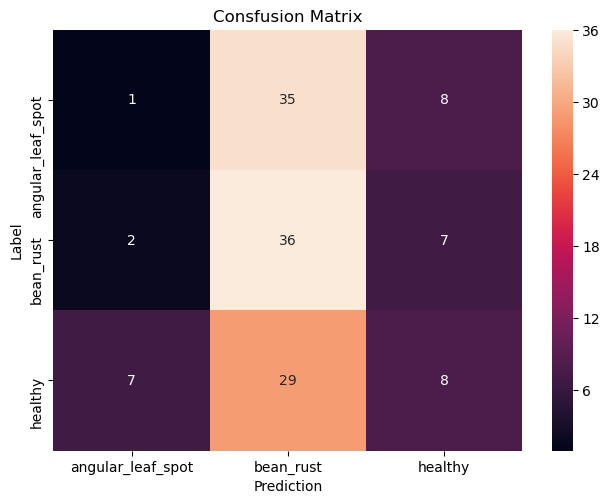 Consfusion Matrix
Label
angular_leaf_spot
1 35 8
bean_rust
2 36 7
healthy
7 29 8
angular_leaf_spot bean_rust healthy
Prediction
36
30
24
18
12
6